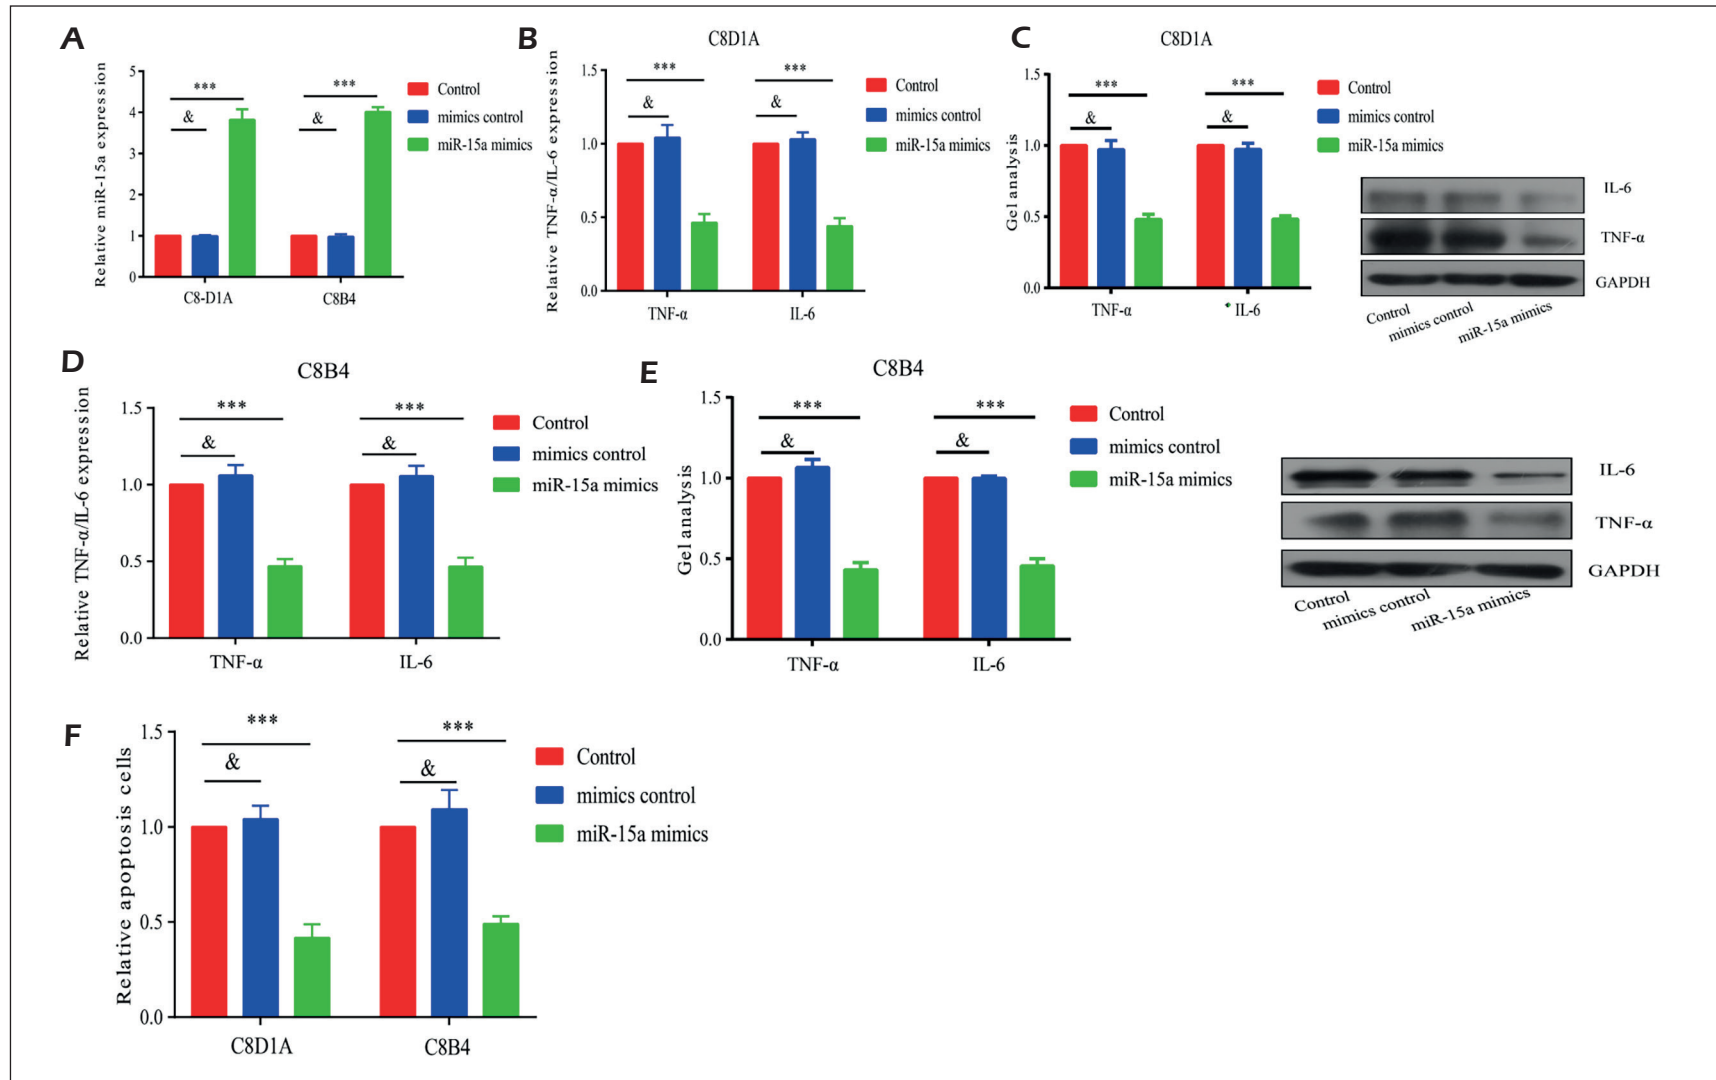 A
Relative miR-15a expression
5
4
3
2
1
0
***
***
&
&
C8-D1A
C8B4
Control
mimics control
miR-15a mimics
B
C8D1A
Relative TNF-α/IL-6 expression
1.5
1.0
0.5
0.0
***
***
&
&
TNF-α
IL-6
Control
mimics control
miR-15a mimics
C
C8D1A
Gel analysis
1.5
1.0
0.5
0.0
***
***
&
&
TNF-α
IL-6
Control
mimics control
miR-15a mimics
IL-6
TNF-α
GAPDH
Control
mimics control
miR-15a mimics
D
C8B4
Relative TNF-α/IL-6 expression
1.5
1.0
0.5
0.0
***
***
&
&
TNF-α
IL-6
Control
mimics control
miR-15a mimics
E
C8B4
Gel analysis
1.5
1.0
0.5
0.0
***
***
&
&
TNF-α
IL-6
Control
mimics control
miR-15a mimics
IL-6
TNF-α
GAPDH
Control
mimics control
miR-15a mimics
F
Relative apoptosis cells
1.5
1.0
0.5
0.0
***
***
&
&
C8D1A
C8B4
Control
mimics control
miR-15a mimics